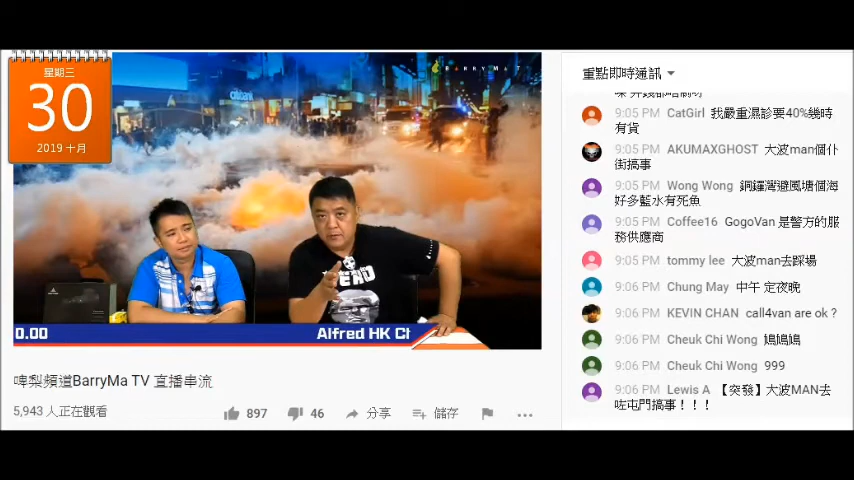 星期三
30
2019 十月
citibank
BARRYMA T
DEAD
0.00
Alfred HK Ch
啤梨頻道BarryMa TV 直播串流
5,943 人正在觀看
897
46
分享
儲存
重點即時通訊
9:05 PM CatGirl 我嚴重濕診要40%幾時
有貨
9:05 PM AKUMAXGHOST 大波man個仆
街搞事
9:05 PM Wong Wong 銅鑼灣避風塘個海
好多藍水有死魚
9:05 PM Coffee16 GogoVan 是警方的服
務供應商
9:05 PM tommy lee 大波man去踩場
9:06 PM Chung May 中午 定夜晚
9:06 PM KEVIN CHAN call4van are ok ?
9:06 PM Cheuk Chi Wong 鳩鳩鳩
9:06 PM Cheuk Chi Wong 999
9:06 PM Lewis A 【突發】大波MAN去
咗屯門搞事！！！